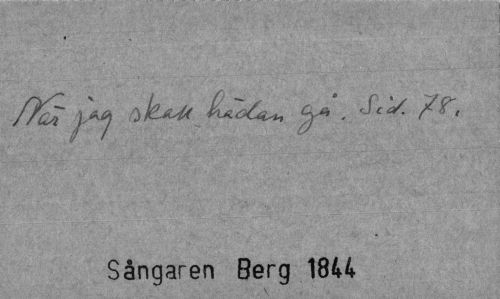 När jag skall hädan gå. Sid. 78.
Sångaren Berg 1844